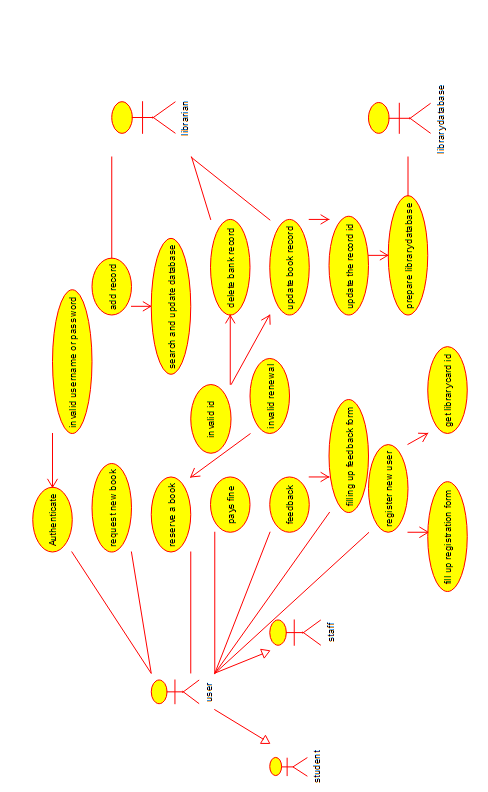 Authenticate
invalid username or password
request new book
add record
reserve a book
search and update database
librarian
user
invalid id
pays fine
delete bank record
invalid renewal
feedback
update book record
student
staff
filling up feedback form
update the record id
register new user
prepare librarydatabase
librarydatabase
fill up registration form
get librarycard id